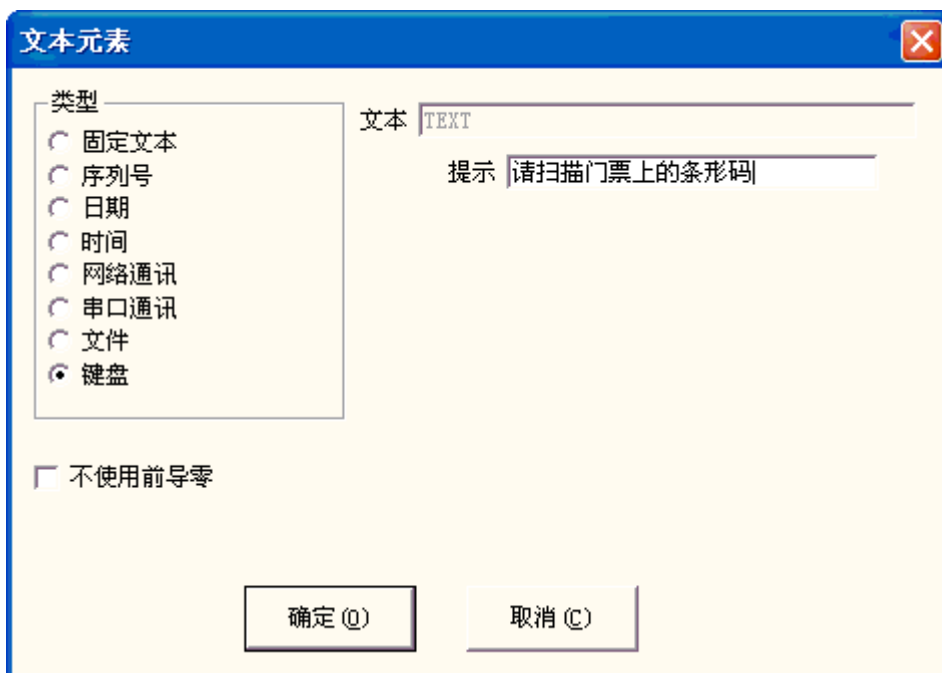 文本元素
类型
固定文本
序列号
日期
时间
网络通讯
串口通讯
文件
键盘
文本 TEXT
提示 请扫描门票上的条形码
不使用前导零
确定(O) 取消(C)